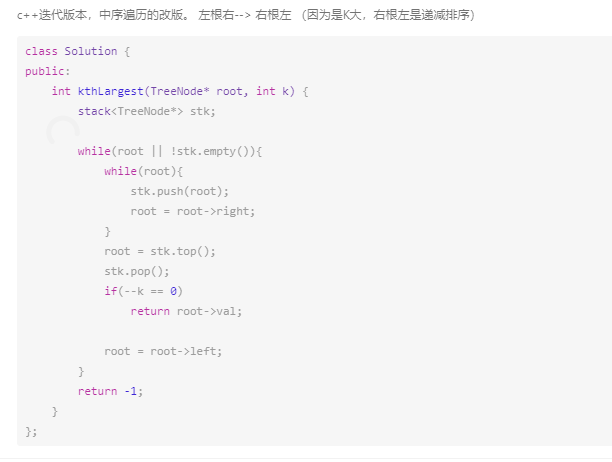 c++迭代版本，中序遍历的改版。 左根右--> 右根左 （因为是K大，右根左是递减排序）
class Solution {
public:
    int kthLargest(TreeNode* root, int k) {
        stack<TreeNode*> stk;
        while(root || !stk.empty()){
            while(root){
                stk.push(root);
                root = root->right;
            }
            root = stk.top();
            stk.pop();
            if(--k == 0)
                return root->val;
            root = root->left;
        }
        return -1;
    }
};